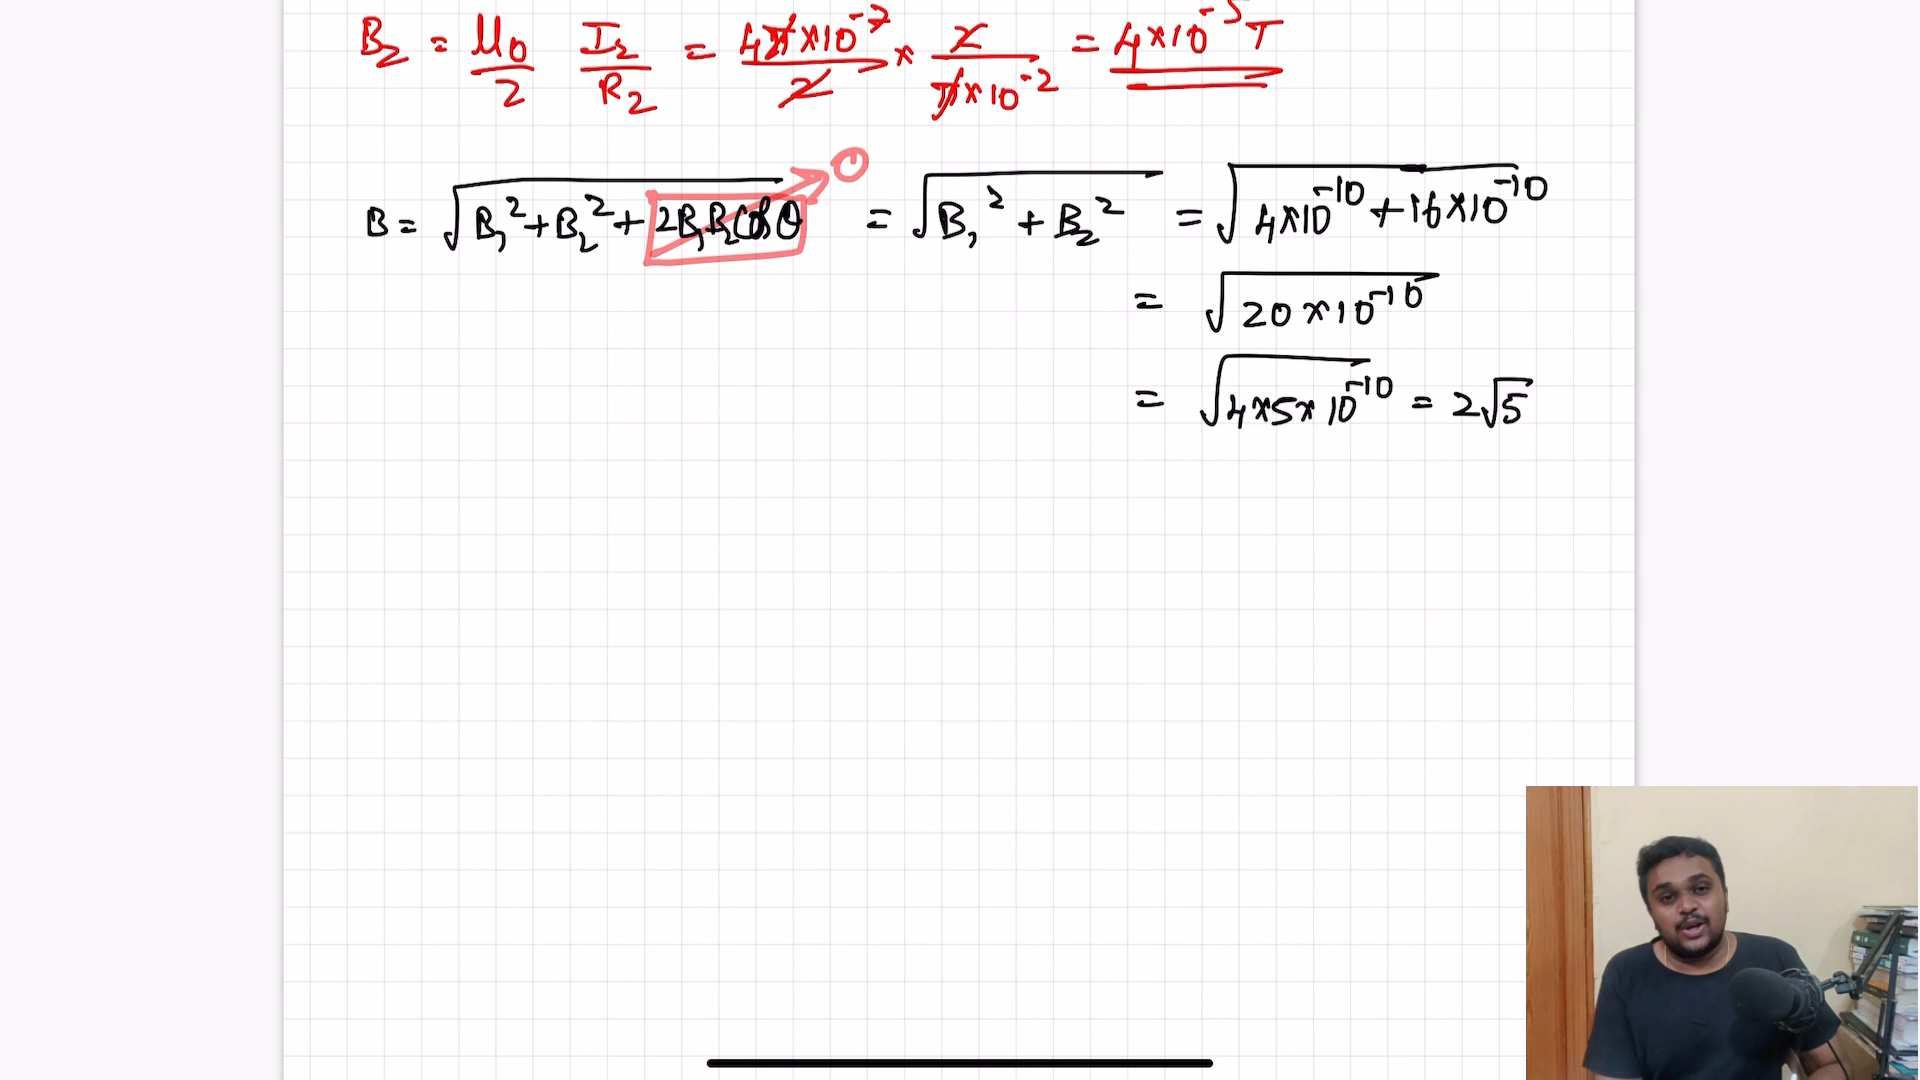 B₂ = μ₀/2 I₂/R₂ = 4π×10⁻⁷/2 × 2/π×10⁻² = 4×10⁻⁵ T
0
B = √(B₁² + B₂² + 2B₁B₂Cosθ) = √(B₁² + B₂²) = √(4×10⁻¹⁰ + 16×10⁻¹⁰)
= √(20×10⁻¹⁰)
= √(4×5×10⁻¹⁰) = 2√5